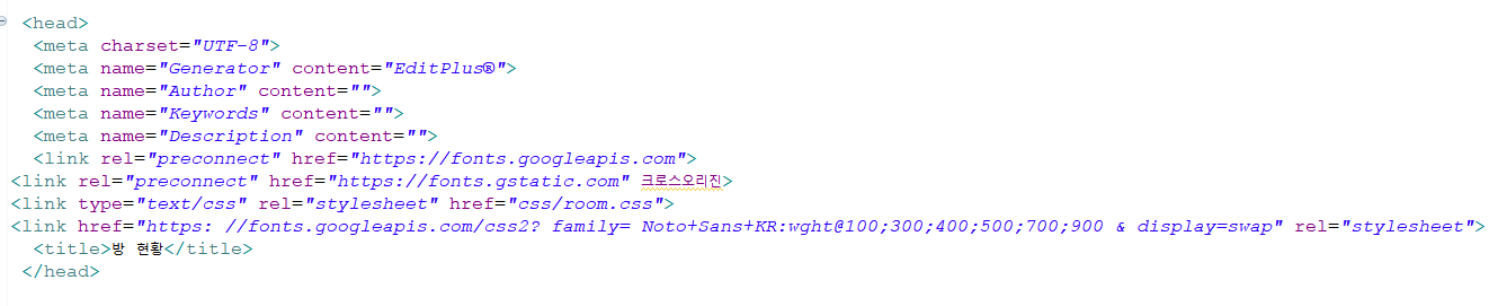 <head>
<meta charset="UTF-8">
<meta name="Generator" content="EditPlus®">
<meta name="Author" content="">
<meta name="Keywords" content="">
<meta name="Description" content="">
<link rel="preconnect" href="https://fonts.googleapis.com">
<link rel="preconnect" href="https://fonts.gstatic.com" 크로스오리진>
<link type="text/css" rel="stylesheet" href="css/room.css">
<link href="https: //fonts.googleapis.com/css2? family= Noto+Sans+KR:wght@100;300;400;500;700;900 & display=swap" rel="stylesheet">
<title>방 현황</title>
</head>